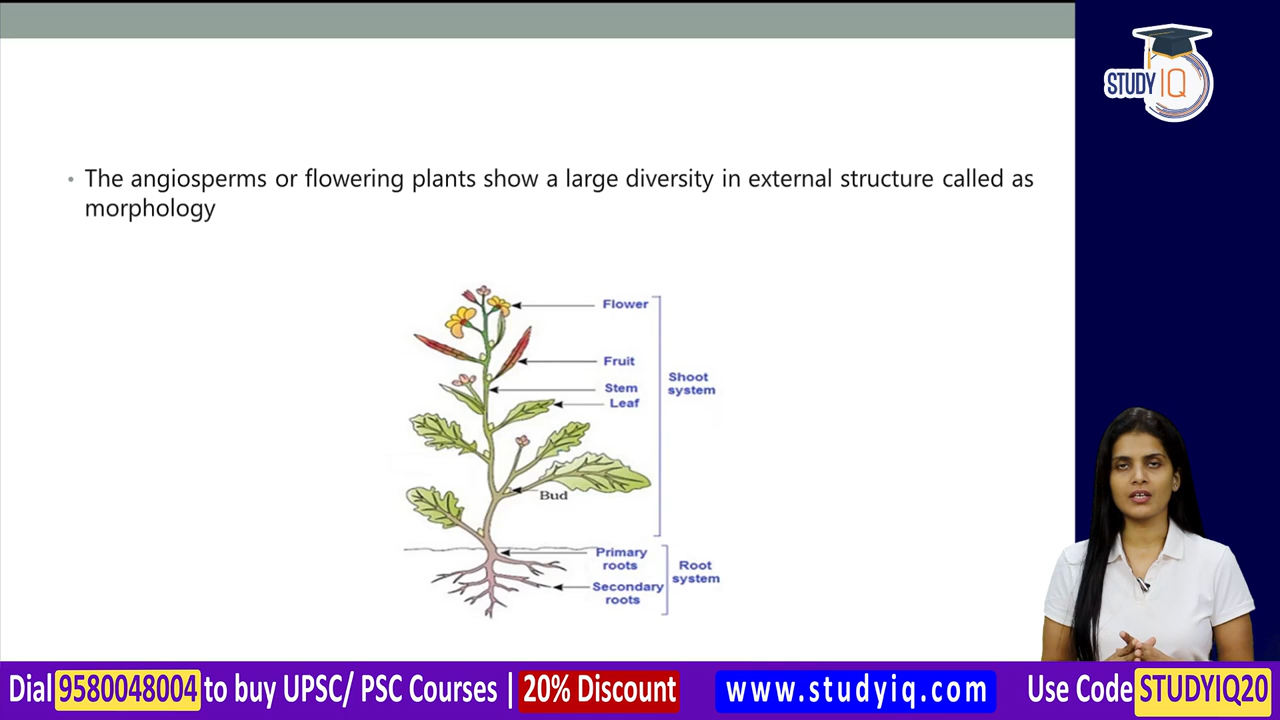 STUDY IQ
• The angiosperms or flowering plants show a large diversity in external structure called as
morphology
Flower
Fruit
Stem
Leaf
Shoot
system
Bud
Primary
roots
Secondary
roots
Root
system
Dial 9580048004 to buy UPSC/ PSC Courses | 20% Discount www.studyiq.com Use Code STUDYIQ20